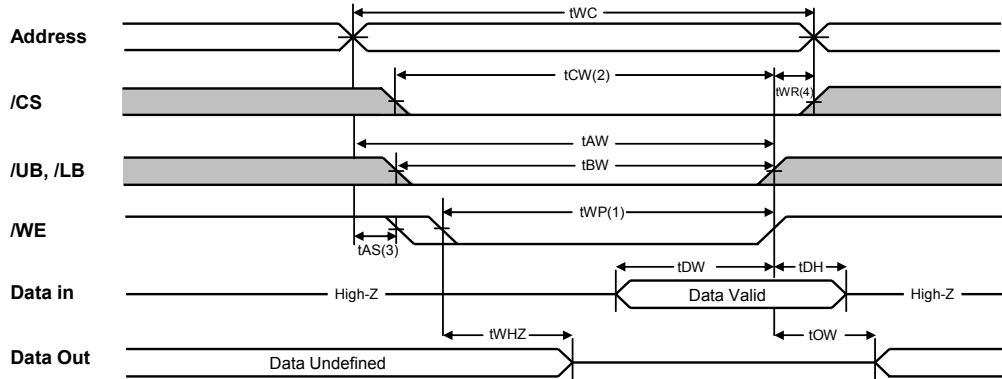 tWC
Address
tCW(2)
tWR(4)
/CS
tAW
/UB, /LB
tBW
tWP(1)
/WE
tAS(3)
tDW
tDH
Data in
High-Z
Data Valid
High-Z
tWHZ
tOW
Data Out
Data Undefined